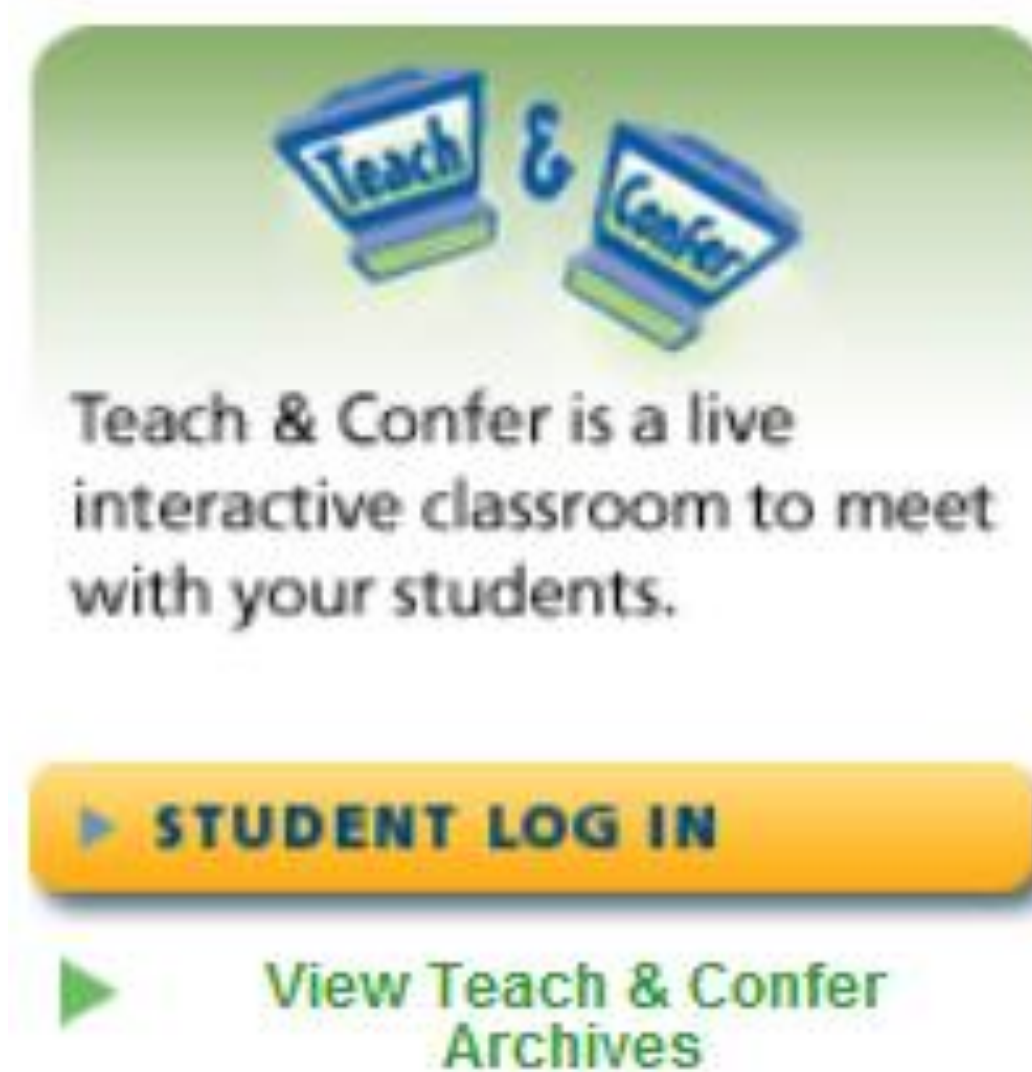 Teach & Confer
Teach & Confer is a live
interactive classroom to meet
with your students.
STUDENT LOG IN
View Teach & Confer
Archives